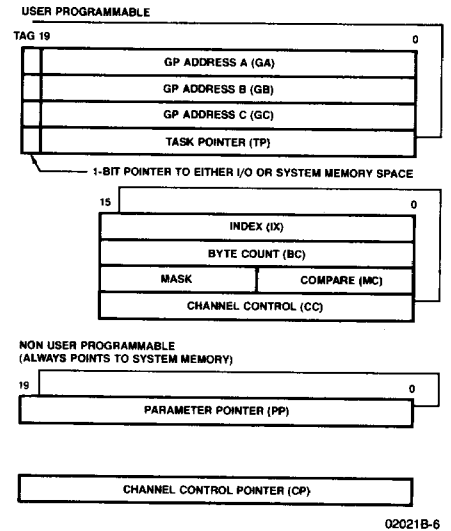 USER PROGRAMMABLE
TAG 19 0
GP ADDRESS A (GA)
GP ADDRESS B (GB)
GP ADDRESS C (GC)
TASK POINTER (TP)
1-BIT POINTER TO EITHER I/O OR SYSTEM MEMORY SPACE
15 0
INDEX (IX)
BYTE COUNT (BC)
MASK COMPARE (MC)
CHANNEL CONTROL (CC)
NON USER PROGRAMMABLE
(ALWAYS POINTS TO SYSTEM MEMORY)
19 0
PARAMETER POINTER (PP)
CHANNEL CONTROL POINTER (CP)
02021B-6